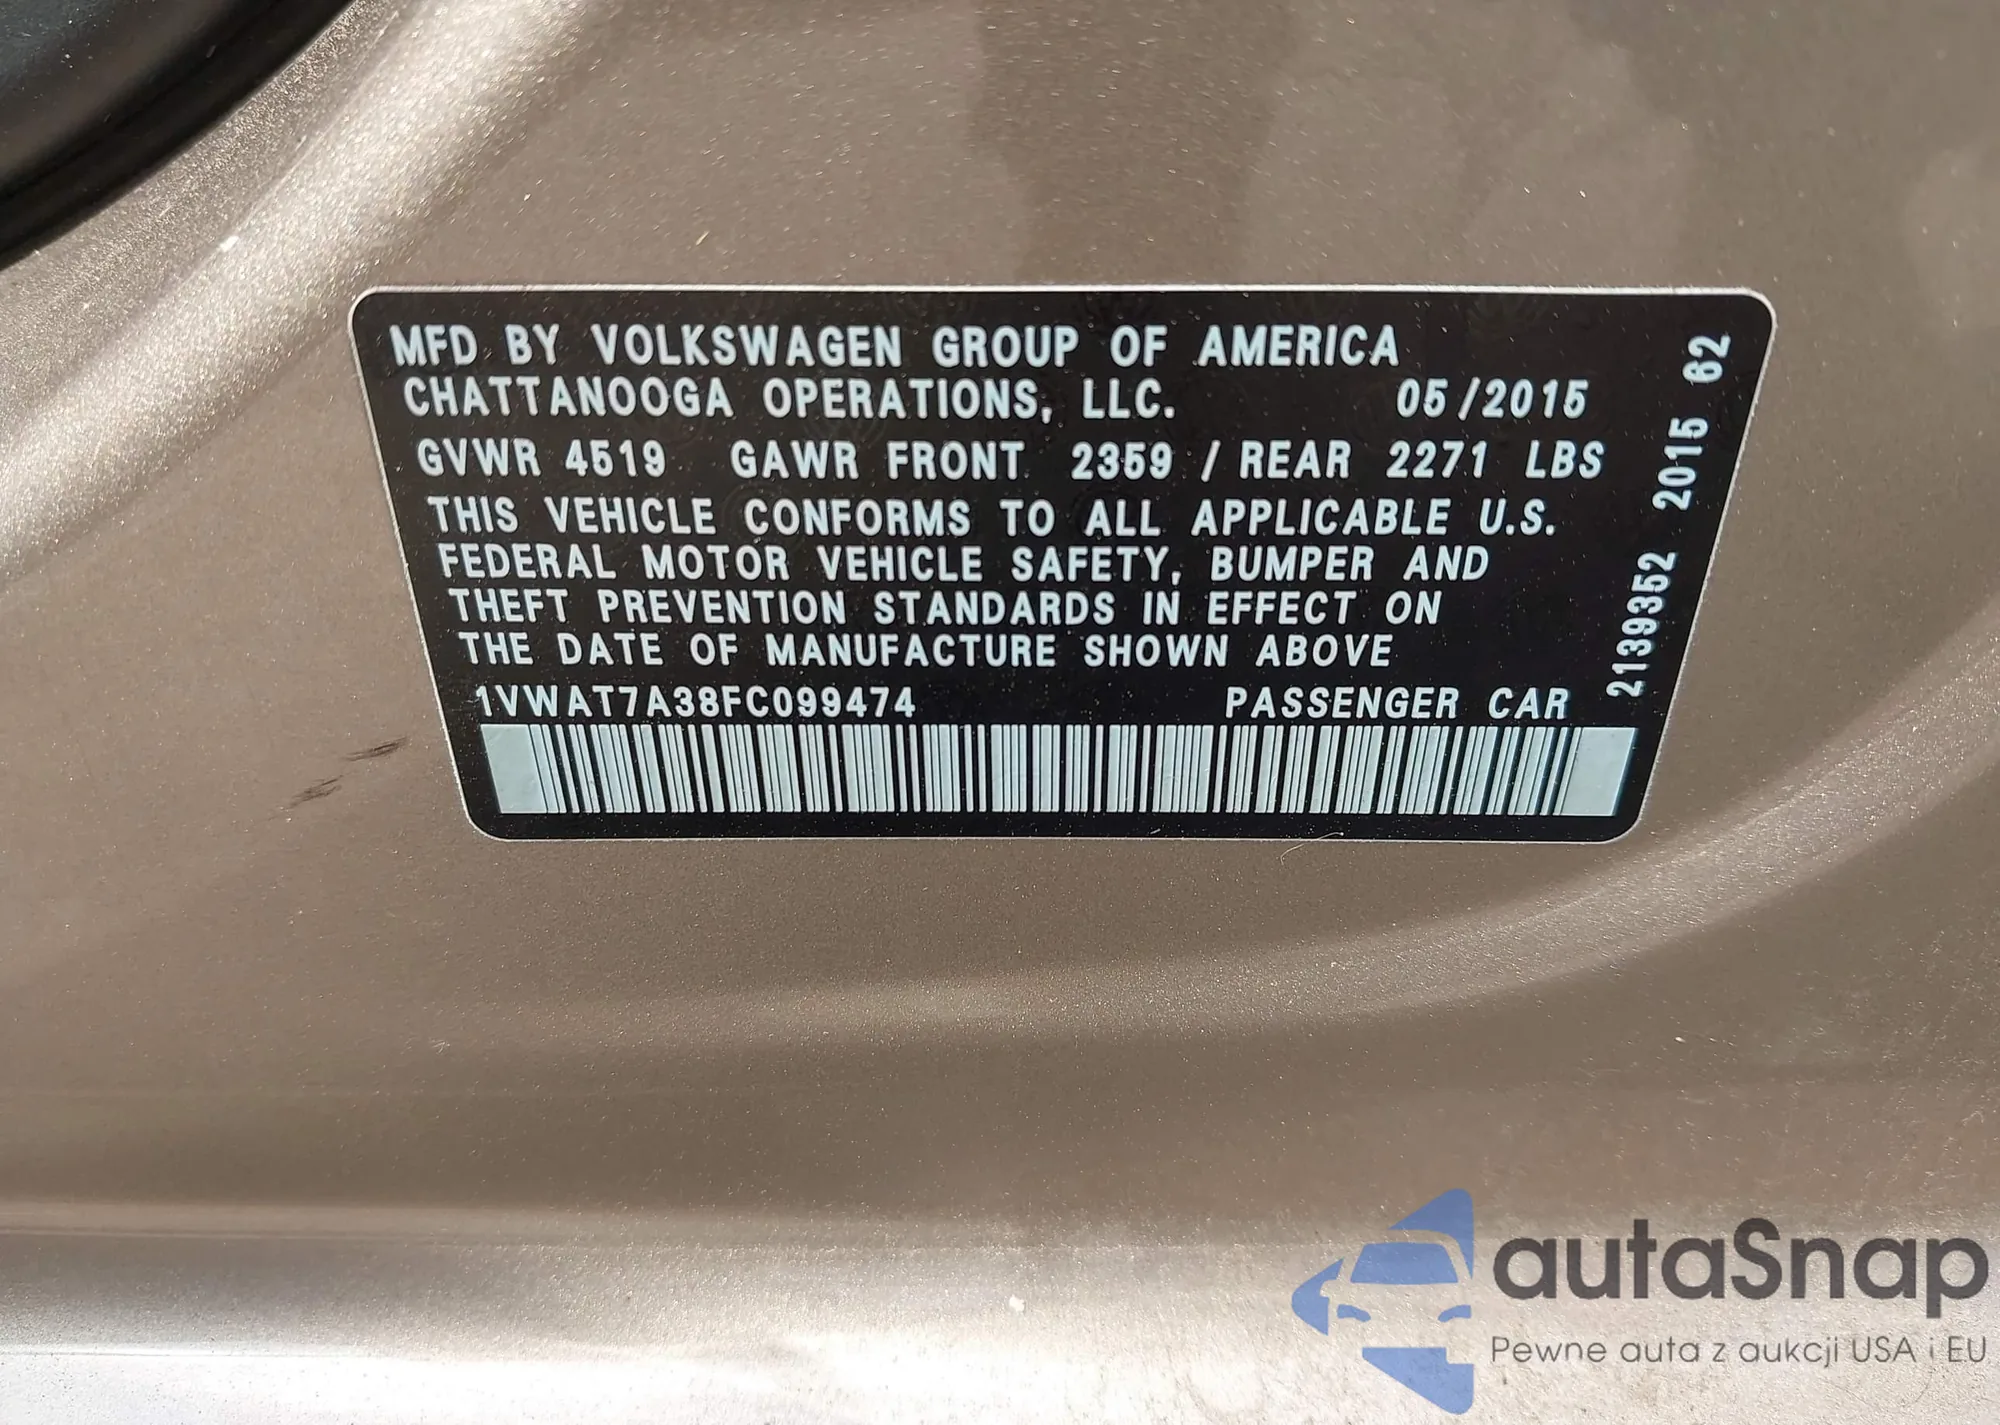 MFD BY VOLKSWAGEN GROUP OF AMERICA
CHATTANOOGA OPERATIONS, LLC. 05/2015
GVWR 4519 GAWR FRONT 2359 / REAR 2271 LBS
THIS VEHICLE CONFORMS TO ALL APPLICABLE U.S.
FEDERAL MOTOR VEHICLE SAFETY, BUMPER AND
THEFT PREVENTION STANDARDS IN EFFECT ON
THE DATE OF MANUFACTURE SHOWN ABOVE
1VWAT7A38FC099474 PASSENGER CAR
2139352 2015 62
autaSnap
Pewne auta z aukcji USA i EU